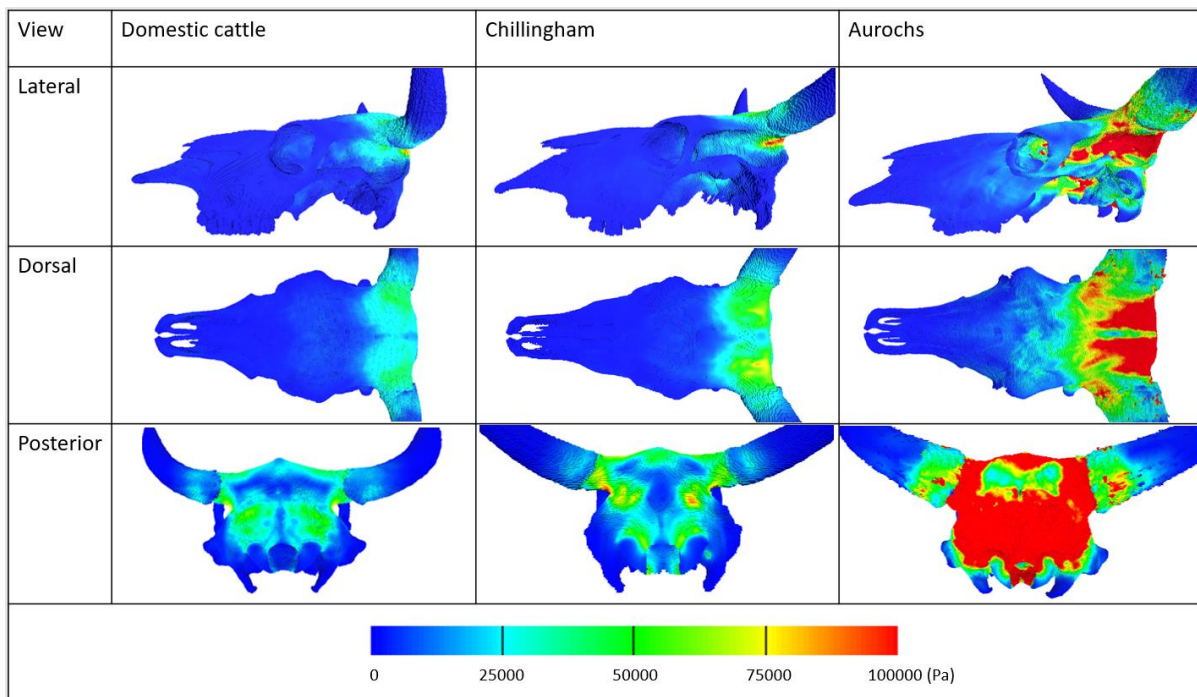 View Domestic cattle Chillingham Aurochs
Lateral
Dorsal
Posterior
0 25000 50000 75000 100000 (Pa)